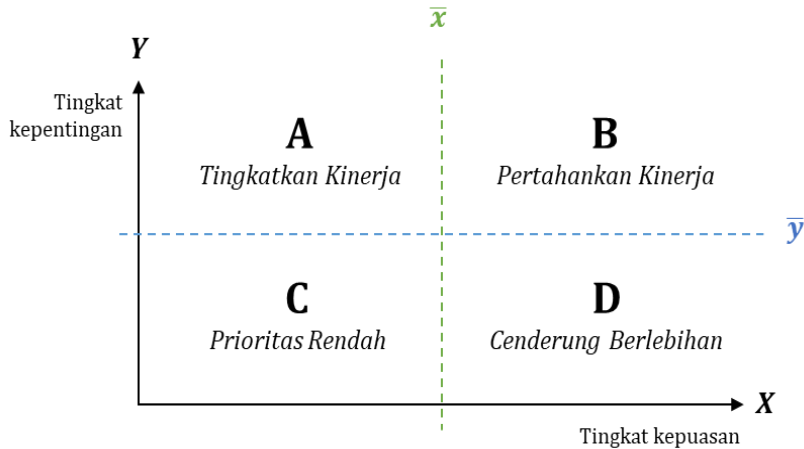 x̅
Y
Tingkat
kepentingan
A
Tingkatkan Kinerja
B
Pertahankan Kinerja
y̅
C
Prioritas Rendah
D
Cenderung Berlebihan
X
Tingkat kepuasan